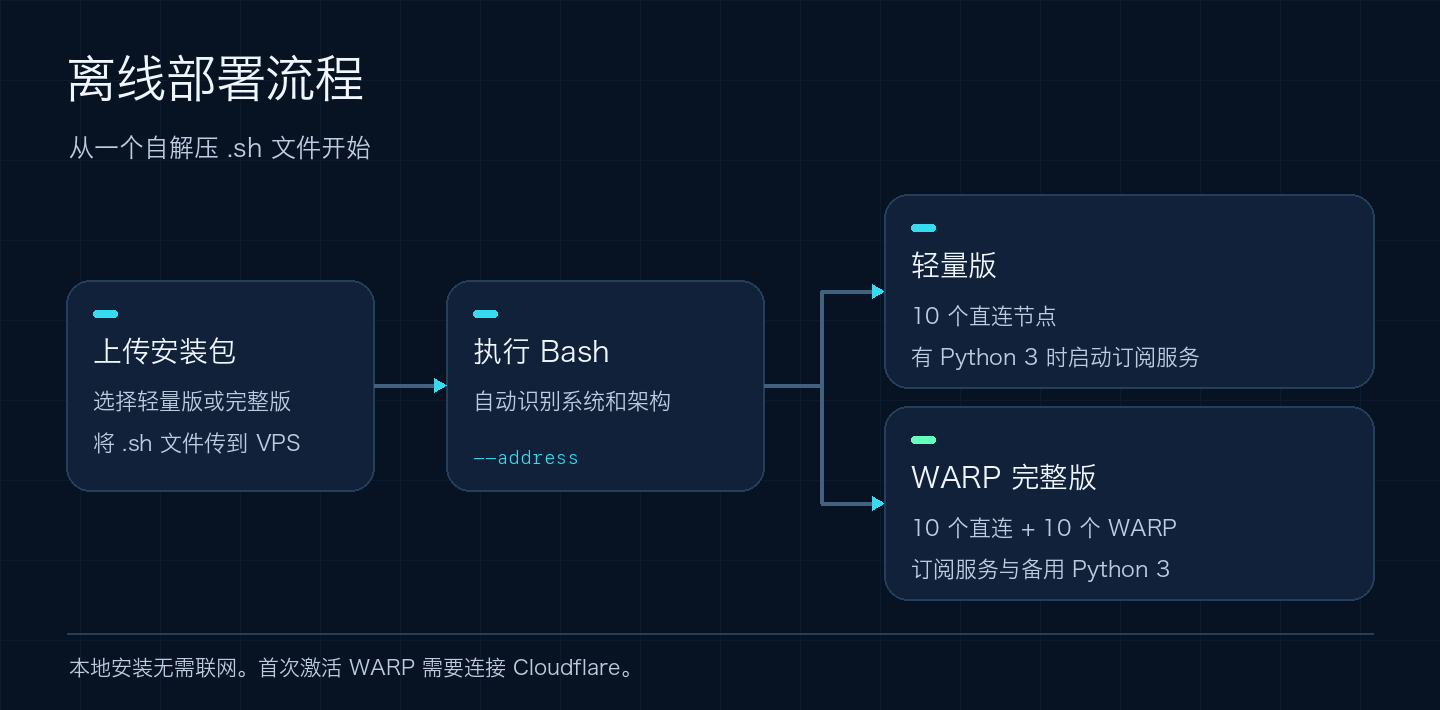 离线部署流程
从一个自解压 .sh 文件开始
上传安装包
选择轻量版或完整版
将 .sh 文件传到 VPS
执行 Bash
自动识别系统和架构
--address
轻量版
10 个直连节点
有 Python 3 时启动订阅服务
WARP 完整版
10 个直连 + 10 个 WARP
订阅服务与备用 Python 3
本地安装无需联网。首次激活 WARP 需要连接 Cloudflare。